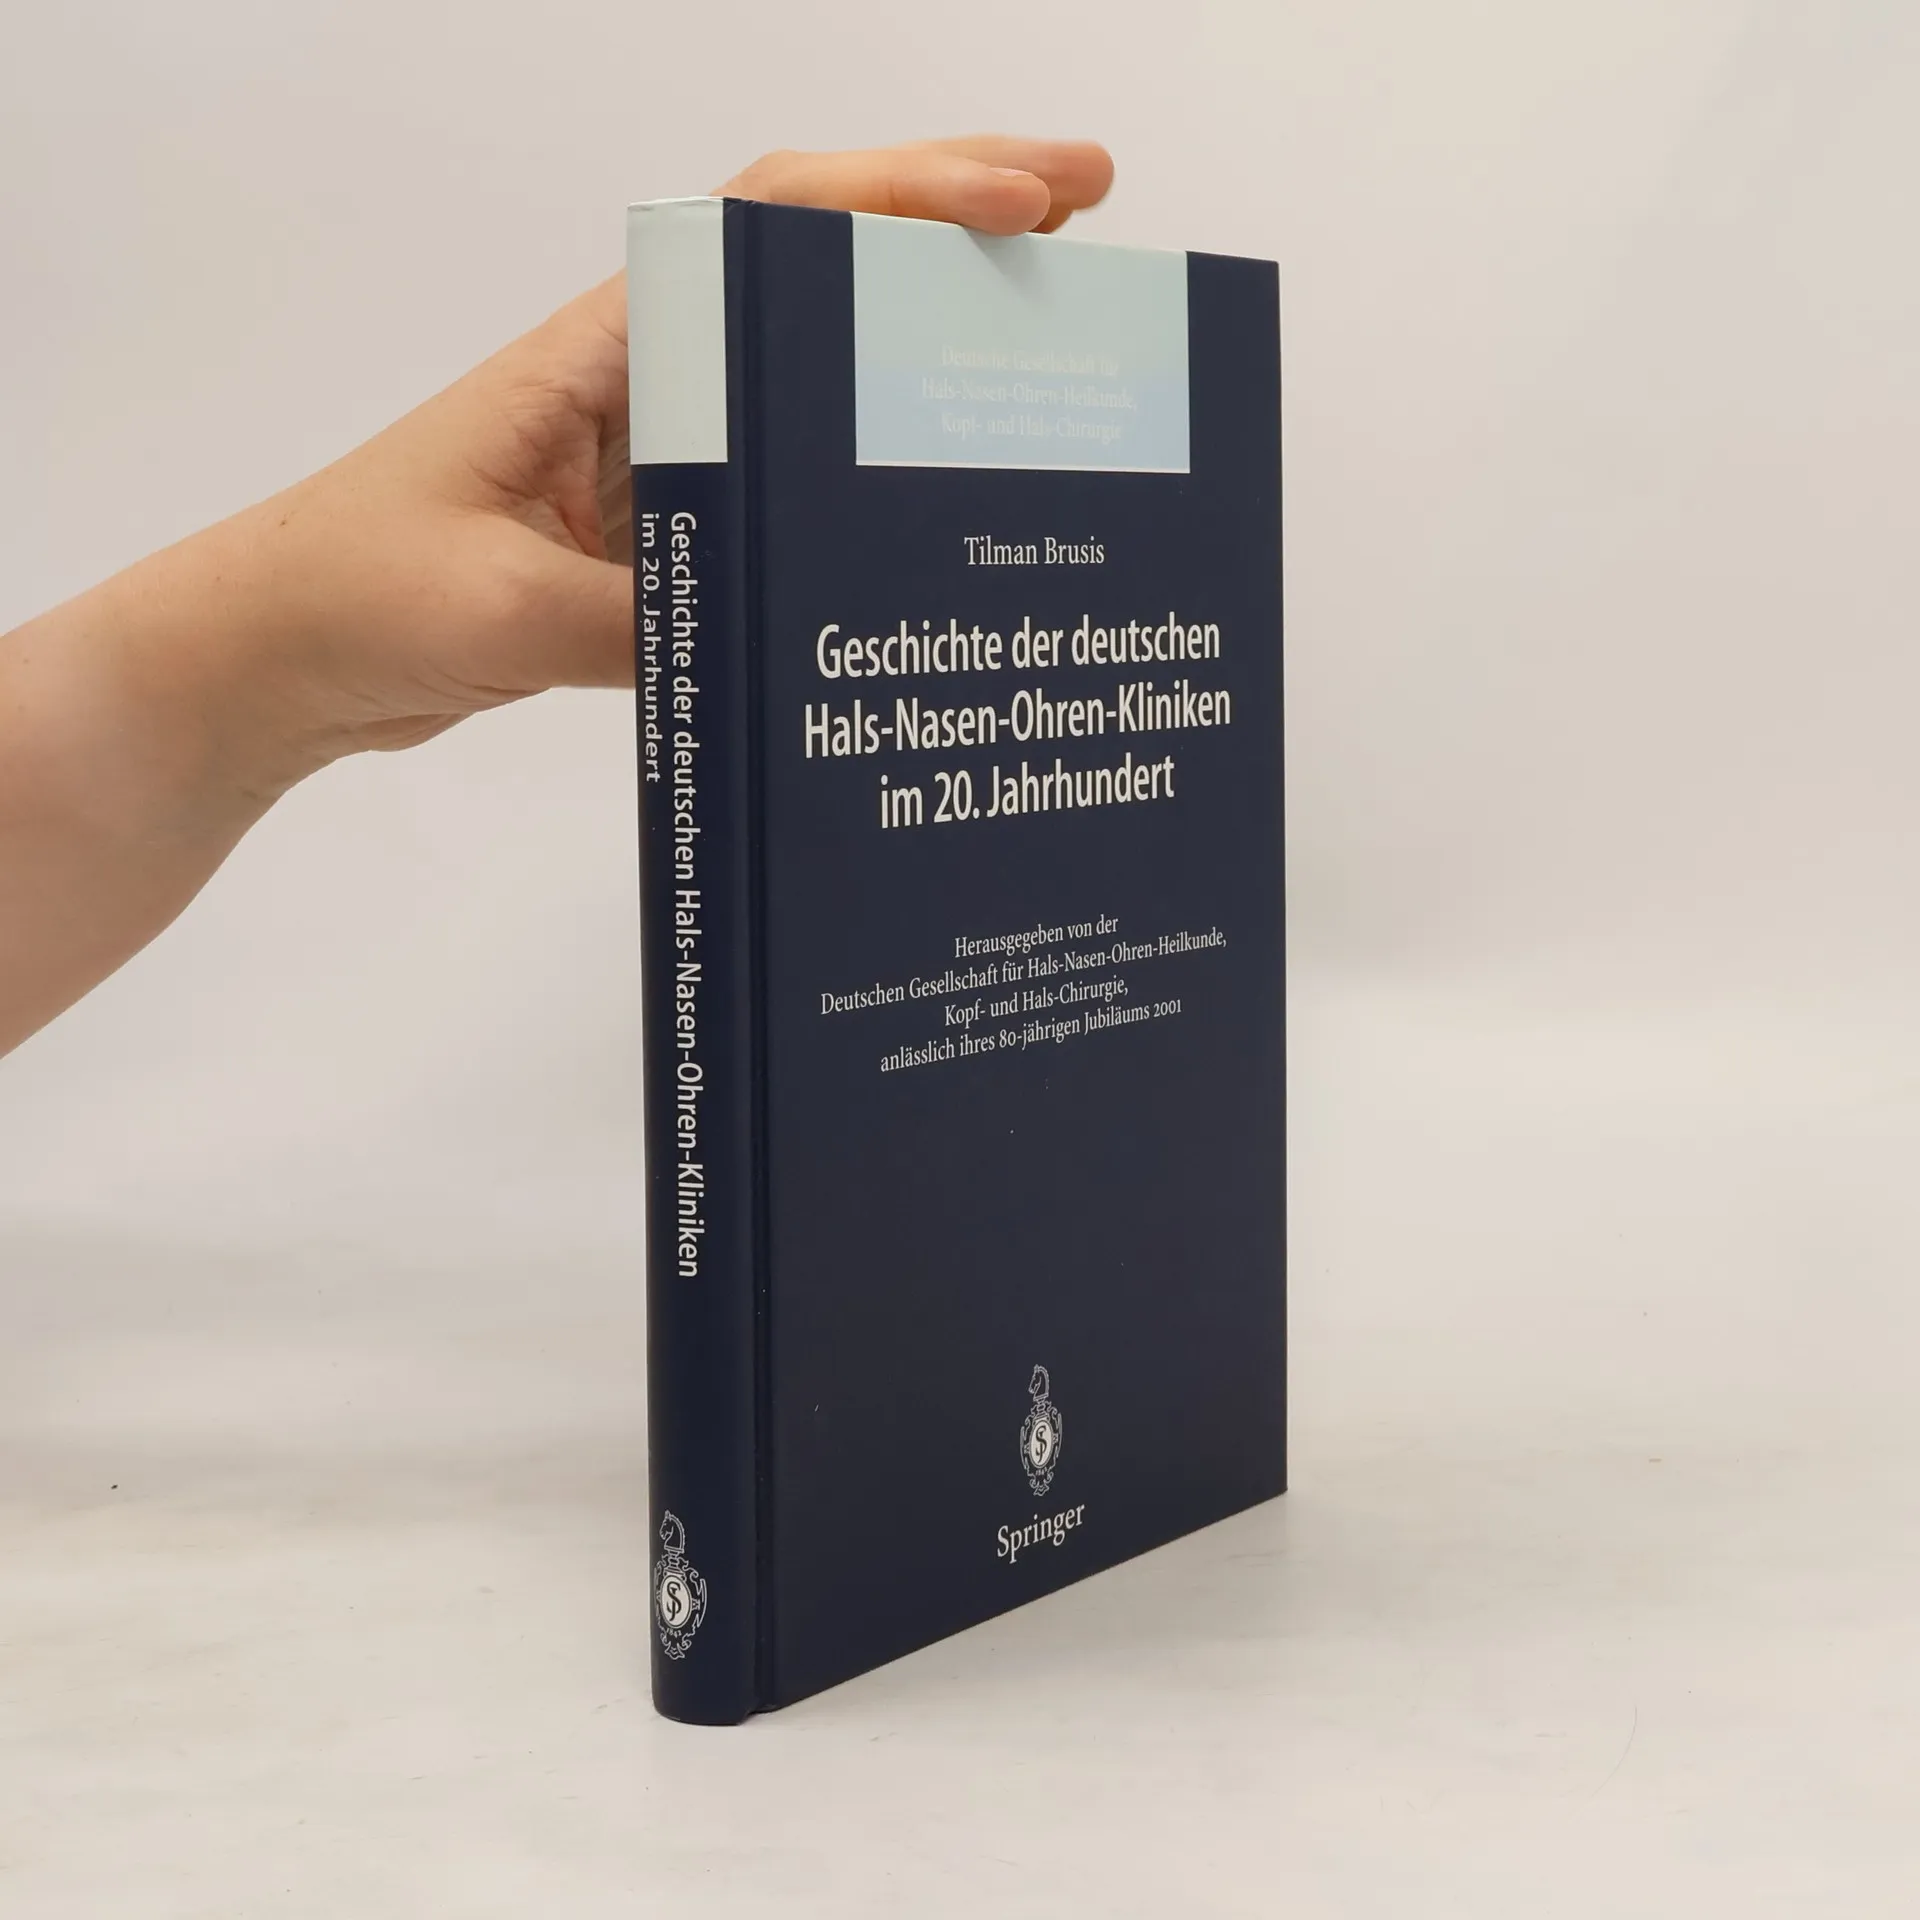 Geschichte der deutschen Hals-Nasen-Ohren-Kliniken
im 20. Jahrhundert
1842
Deutsche Gesellschaft für
Hals-Nasen-Ohren-Heilkunde,
Kopf- und Hals-Chirurgie
Tilman Brusis
Geschichte der deutschen
Hals-Nasen-Ohren-Kliniken
im 20. Jahrhundert
Herausgegeben von der
Deutschen Gesellschaft für Hals-Nasen-Ohren-Heilkunde,
Kopf- und Hals-Chirurgie,
anlässlich ihres 80-jährigen Jubiläums 2001
1842
Springer